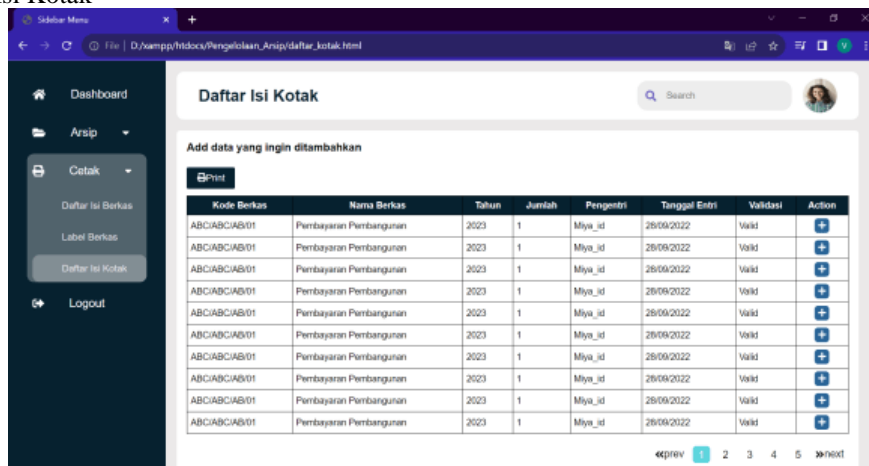 isi Kotak
Sidebar Menu
File | D:/xampp/htdocs/Pengelolaan_Arsip/daftar_kotak.html
Dashboard
Arsip
Cetak
Daftar Isi Berkas
Label Berkas
Daftar Isi Kotak
Logout
Daftar Isi Kotak
Search
Add data yang ingin ditambahkan
Print
Kode Berkas Nama Berkas Tahun Jumlah Pengentri Tanggal Entri Validasi Action
ABC/ABC/AB/01 Pembayaran Pembangunan 2023 1 Miya_id 28/09/2022 Valid
ABC/ABC/AB/01 Pembayaran Pembangunan 2023 1 Miya_id 28/09/2022 Valid
ABC/ABC/AB/01 Pembayaran Pembangunan 2023 1 Miya_id 28/09/2022 Valid
ABC/ABC/AB/01 Pembayaran Pembangunan 2023 1 Miya_id 28/09/2022 Valid
ABC/ABC/AB/01 Pembayaran Pembangunan 2023 1 Miya_id 28/09/2022 Valid
ABC/ABC/AB/01 Pembayaran Pembangunan 2023 1 Miya_id 28/09/2022 Valid
ABC/ABC/AB/01 Pembayaran Pembangunan 2023 1 Miya_id 28/09/2022 Valid
ABC/ABC/AB/01 Pembayaran Pembangunan 2023 1 Miya_id 28/09/2022 Valid
ABC/ABC/AB/01 Pembayaran Pembangunan 2023 1 Miya_id 28/09/2022 Valid
ABC/ABC/AB/01 Pembayaran Pembangunan 2023 1 Miya_id 28/09/2022 Valid
«prev 1 2 3 4 5 »next